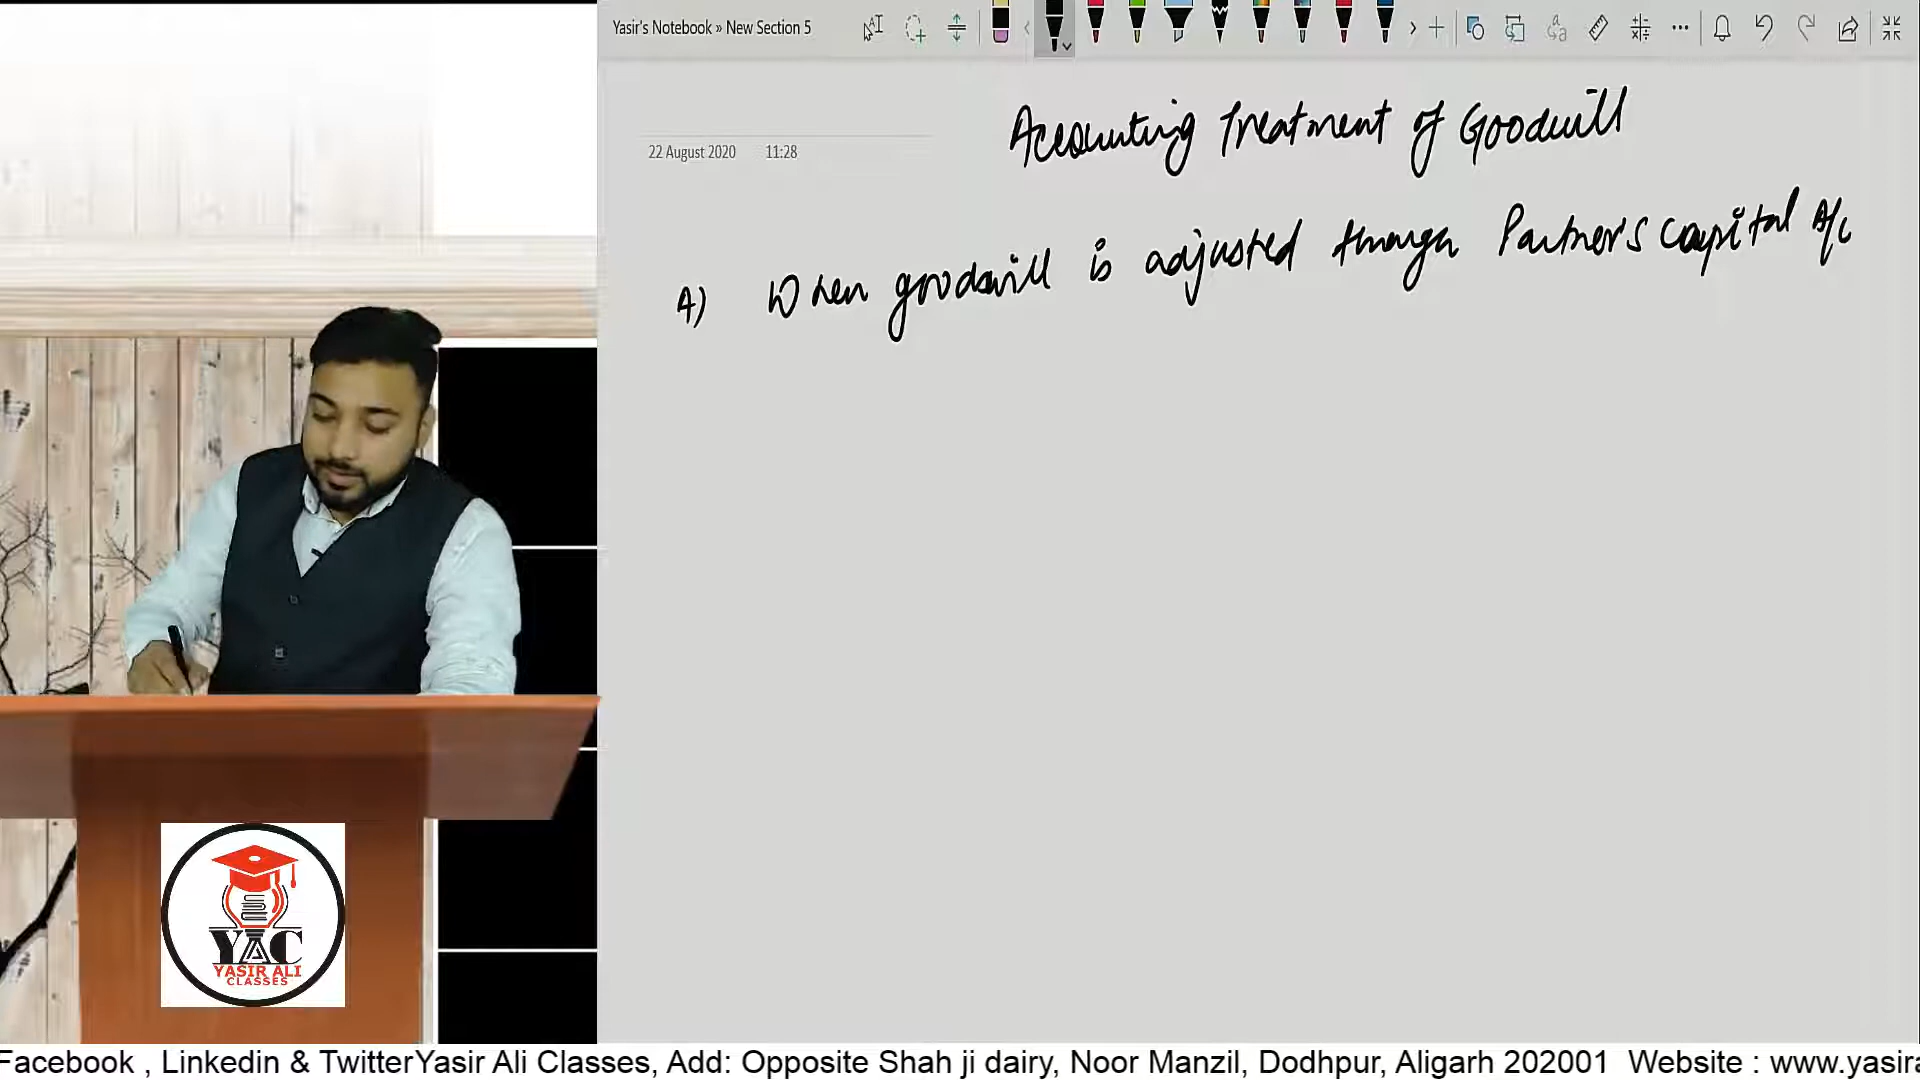 Yasir's Notebook » New Section 5
Accounting Treatment of Goodwill
22 August 2020 11:28
A) When goodwill is adjusted through Partner's capital A/c
YAC
YASIR ALI
CLASSES
Facebook , Linkedin & TwitterYasir Ali Classes, Add: Opposite Shah ji dairy, Noor Manzil, Dodhpur, Aligarh 202001 Website : www.yasira